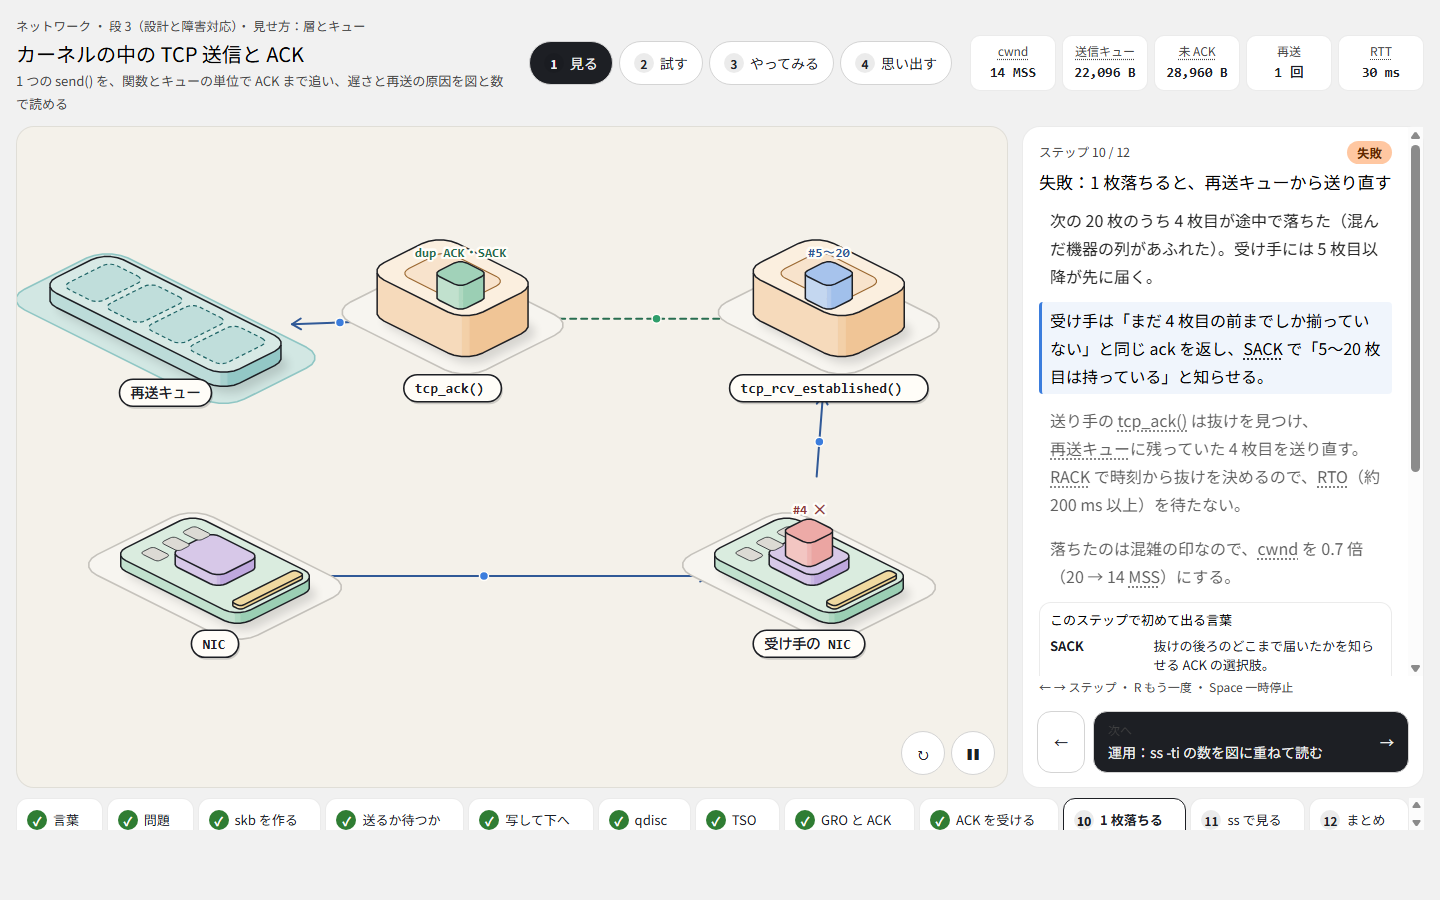 ネットワーク ・ 段 3（設計と障害対応）・ 見せ方：層とキュー
カーネルの中の TCP 送信と ACK
1 つの send() を、関数とキューの単位で ACK まで追い、遅さと再送の原因を図と数
で読める
1 見る
2 試す
3 やってみる
4 思い出す
cwnd
14 MSS
送信キュー
22,096 B
未 ACK
28,960 B
再送
1 回
RTT
30 ms
dup ACK・SACK
#5〜20
再送キュー
tcp_ack()
tcp_rcv_established()
#4 ✕
NIC
受け手の NIC
↻
ステップ 10 / 12
失敗
失敗：1 枚落ちると、再送キューから送り直す
次の 20 枚のうち 4 枚目が途中で落ちた（混ん
だ機器の列があふれた）。受け手には 5 枚目以
降が先に届く。
受け手は「まだ 4 枚目の前までしか揃ってい
ない」と同じ ack を返し、SACK で「5〜20 枚
目は持っている」と知らせる。
送り手の tcp_ack() は抜けを見つけ、
再送キューに残っていた 4 枚目を送り直す。
RACK で時刻から抜けを決めるので、RTO（約
200 ms 以上）を待たない。
落ちたのは混雑の印なので、cwnd を 0.7 倍
（20 → 14 MSS）にする。
このステップで初めて出る言葉
SACK
抜けの後ろのどこまで届いたかを知ら
せる ACK の選択肢。
←→ ステップ ・ R もう一度 ・ Space 一時停止
←
次へ
運用：ss -ti の数を図に重ねて読む
→
✓ 言葉
✓ 問題
✓ skb を作る
✓ 送るか待つか
✓ 写して下へ
✓ qdisc
✓ TSO
✓ GRO と ACK
✓ ACK を受ける
10 1 枚落ちる
11 ss で見る
12 まとめ